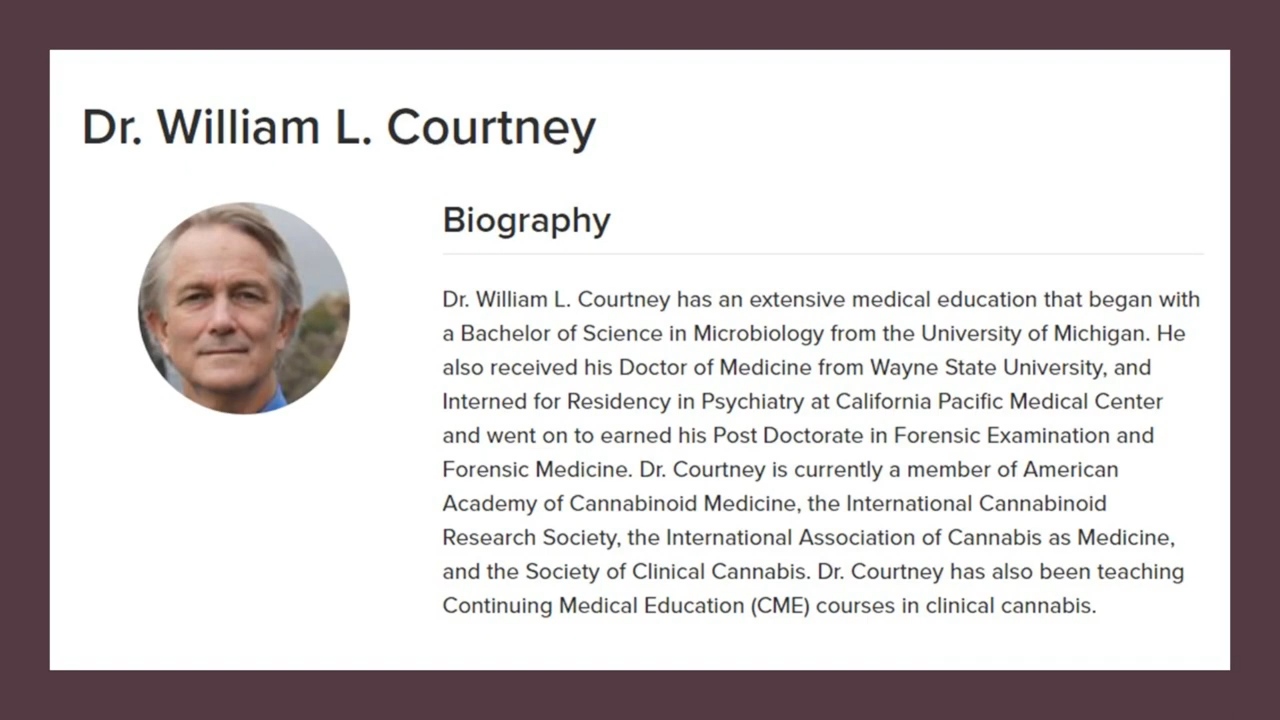 Dr. William L. Courtney
Biography
Dr. William L. Courtney has an extensive medical education that began with
a Bachelor of Science in Microbiology from the University of Michigan. He
also received his Doctor of Medicine from Wayne State University, and
Interned for Residency in Psychiatry at California Pacific Medical Center
and went on to earned his Post Doctorate in Forensic Examination and
Forensic Medicine. Dr. Courtney is currently a member of American
Academy of Cannabinoid Medicine, the International Cannabinoid
Research Society, the International Association of Cannabis as Medicine,
and the Society of Clinical Cannabis. Dr. Courtney has also been teaching
Continuing Medical Education (CME) courses in clinical cannabis.